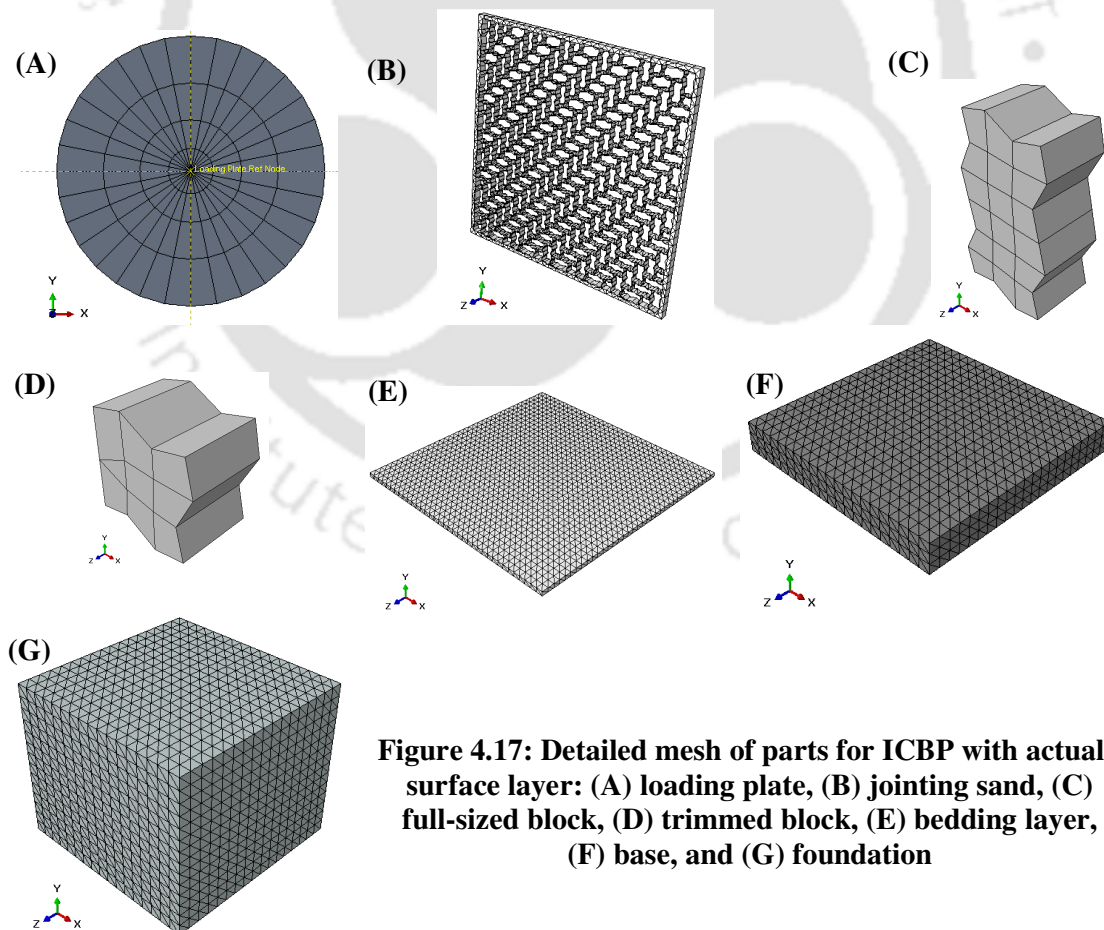 (A)
Loading Plate Ref Node
Y
X
(B)
Y
Z X
(C)
Y
Z X
(D)
Y
Z X
(E)
Y
Z X
(F)
Y
Z X
(G)
Y
Z X
Figure 4.17: Detailed mesh of parts for ICBP with actual
surface layer: (A) loading plate, (B) jointing sand, (C)
full-sized block, (D) trimmed block, (E) bedding layer,
(F) base, and (G) foundation